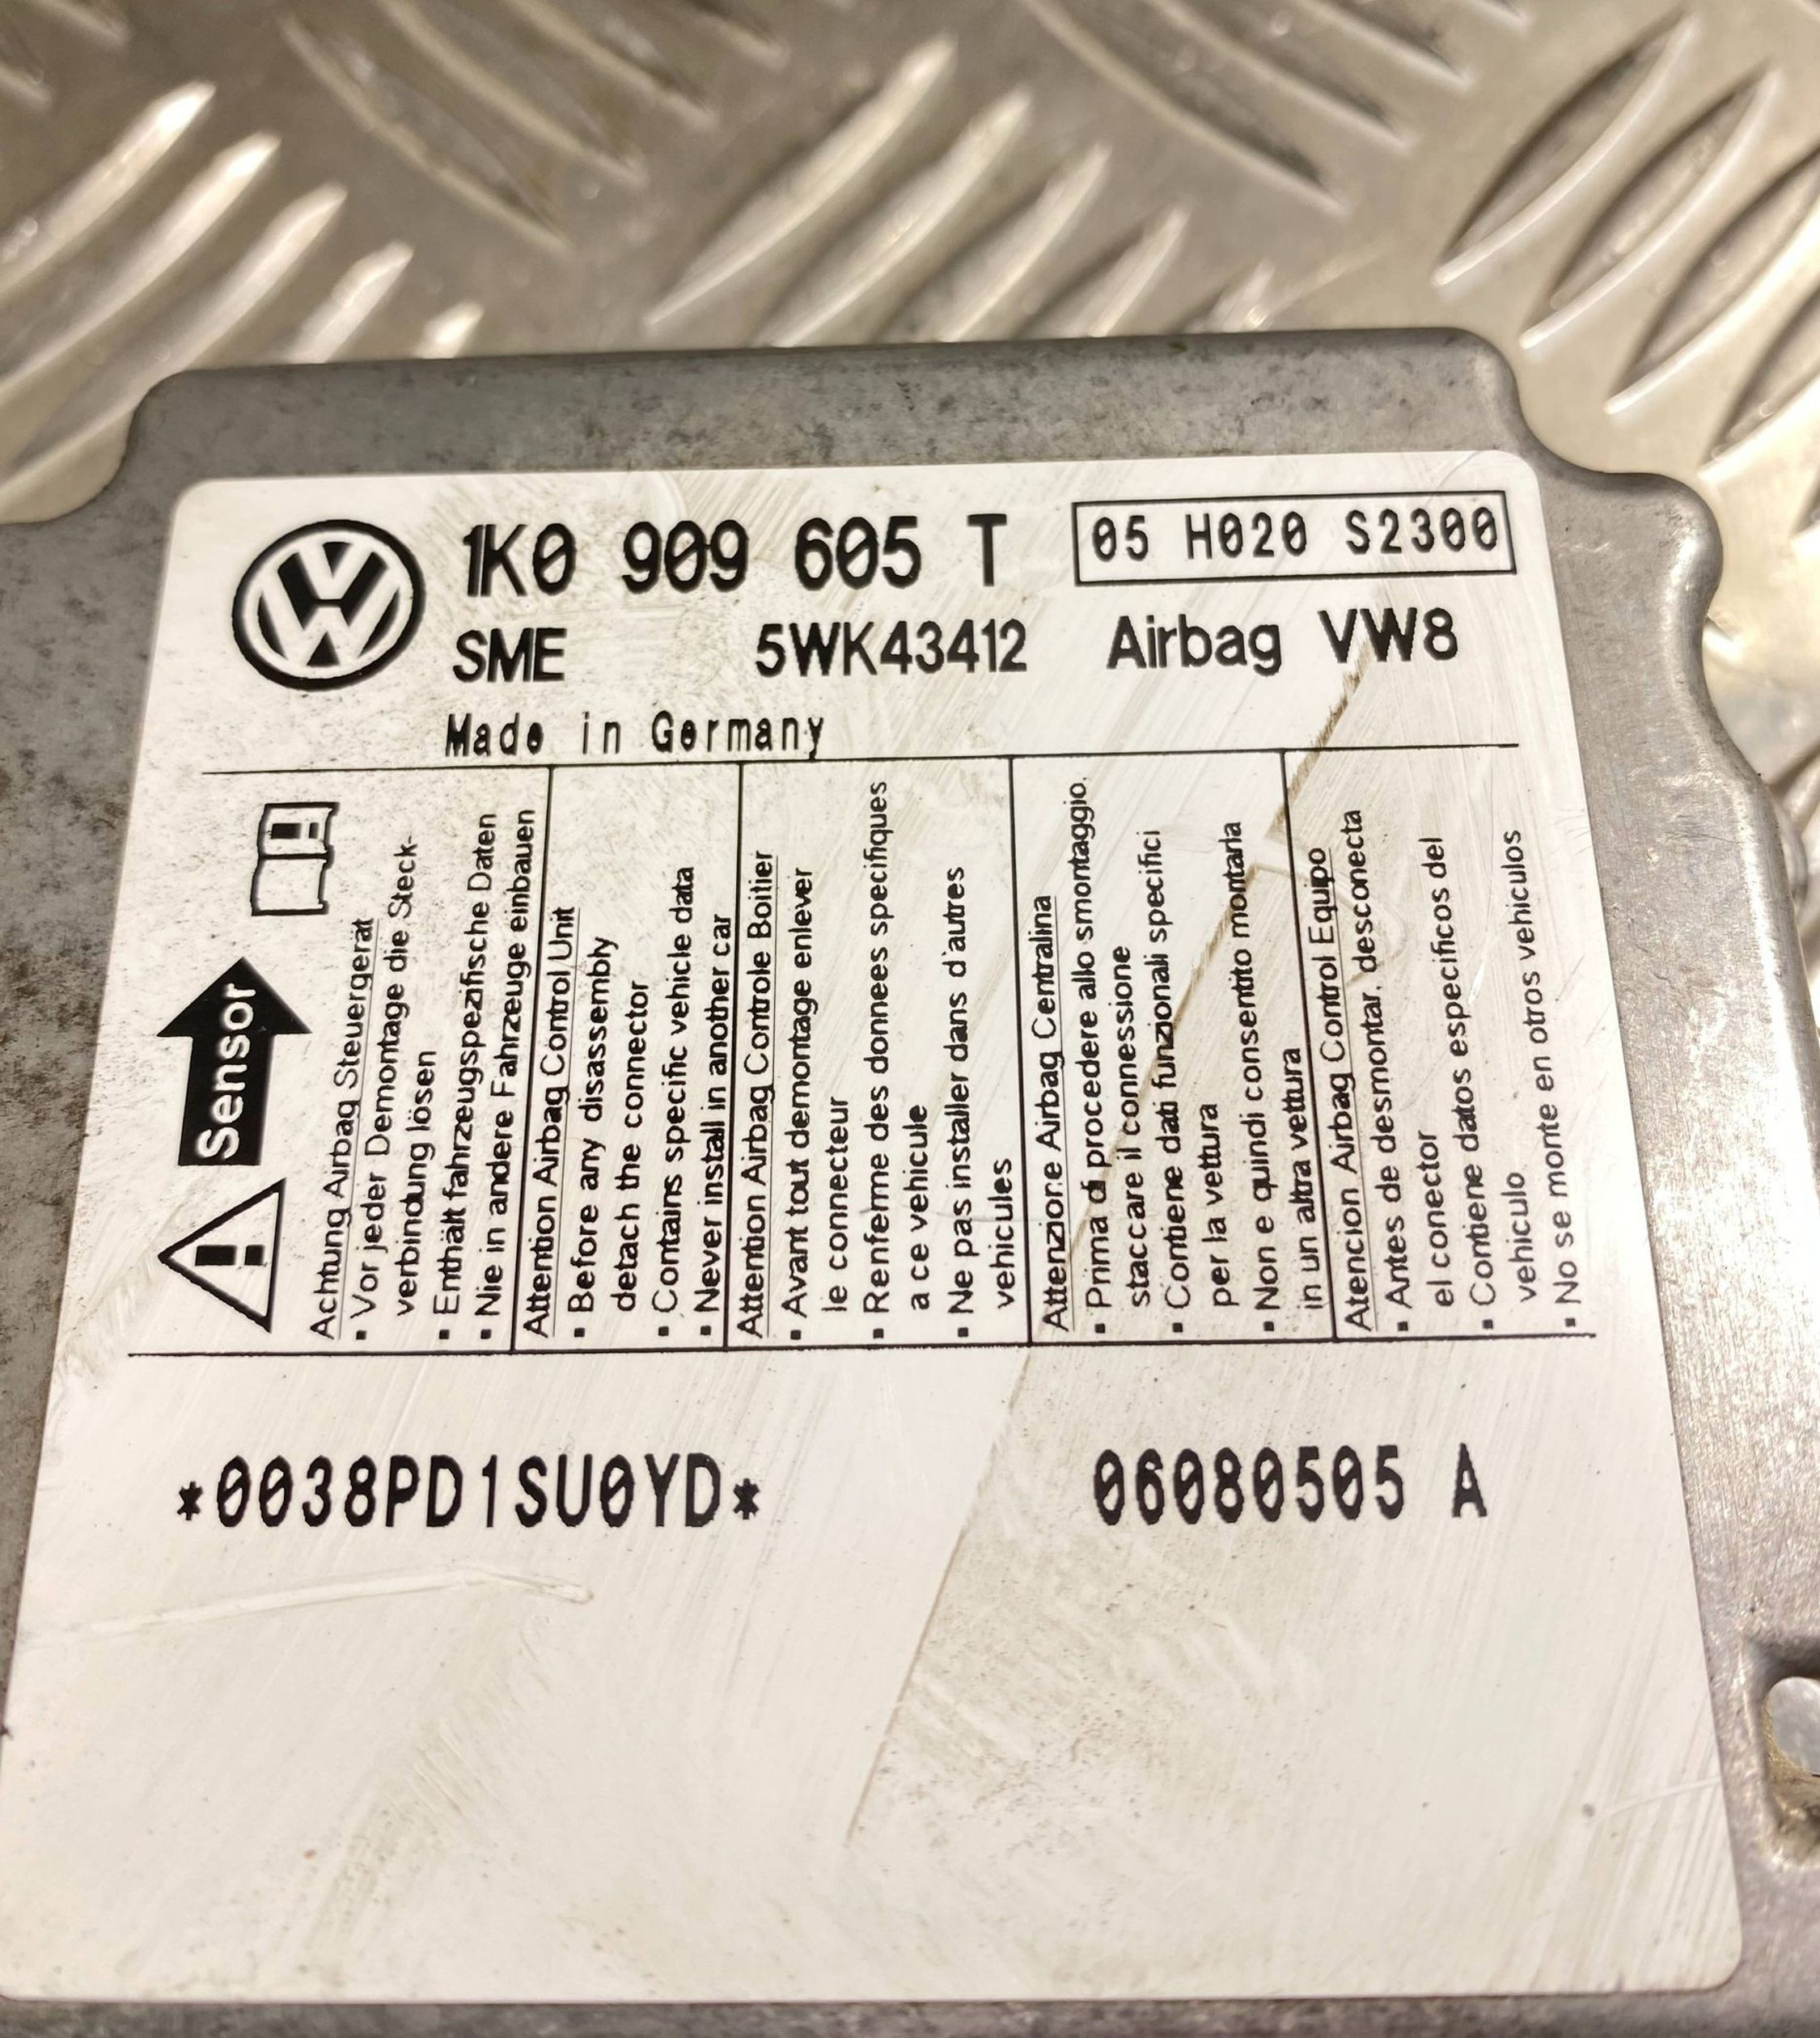 1K0 909 605 T
05 H020 S2300
SME 5WK43412 Airbag VW8
Made in Germany
Sensor
Achtung Airbag Steuergerät
▪ Vor jeder Demontage die Steck-
verbindung lösen
▪ Enthält fahrzeugspezifische Daten
▪ Nie in andere Fahrzeuge einbauen
Attention Airbag Control Unit
▪ Before any disassembly
detach the connector
▪ Contains specific vehicle data
▪ Never install in another car
Attention Airbag Controle Boitier
▪ Avant tout demontage enlever
le connecteur
▪ Renferme des donnees specifiques
a ce vehicule
▪ Ne pas installer dans d'autres
vehicules
Attenzione Airbag Centralina
▪ Prima di procedere allo smontaggio,
staccare il connessione
▪ Contiene dati funzionali specifici
per la vettura
▪ Non e quindi consentito montarla
in un altra vettura
Atencion Airbag Control Equipo
▪ Antes de desmontar, desconecta
el conector
▪ Contiene datos especificos del
vehiculo
▪ No se monte en otros vehiculos
*0038PD1SU0YD*
06080505 A